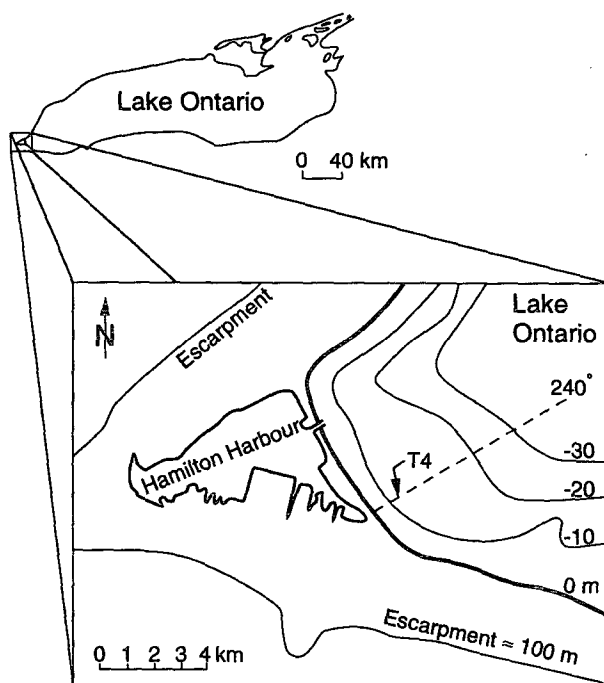 Lake Ontario
0 40 km
N
Escarpment
Lake
Ontario
240°
Hamilton Harbour
T4
-30
-20
-10
0 m
Escarpment = 100 m
0 1 2 3 4 km